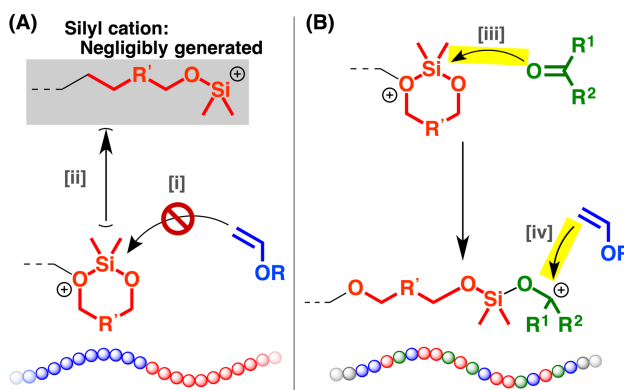 (A)
Silyl cation:
Negligibly generated
R' O Si ⊕
[ii]
[i]
OR
Si
O O
⊕
R'
(B)
[iii]
Si
O O
⊕
R'
O R¹
R²
[iv]
OR
O R' O Si O ⊕
R¹ R²